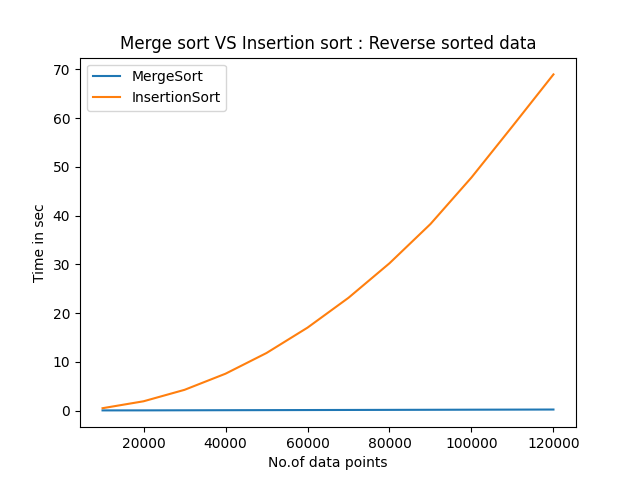 Merge sort VS Insertion sort : Reverse sorted data
MergeSort
InsertionSort
70
60
50
40
30
20
10
0
Time in sec
20000 40000 60000 80000 100000 120000
No.of data points